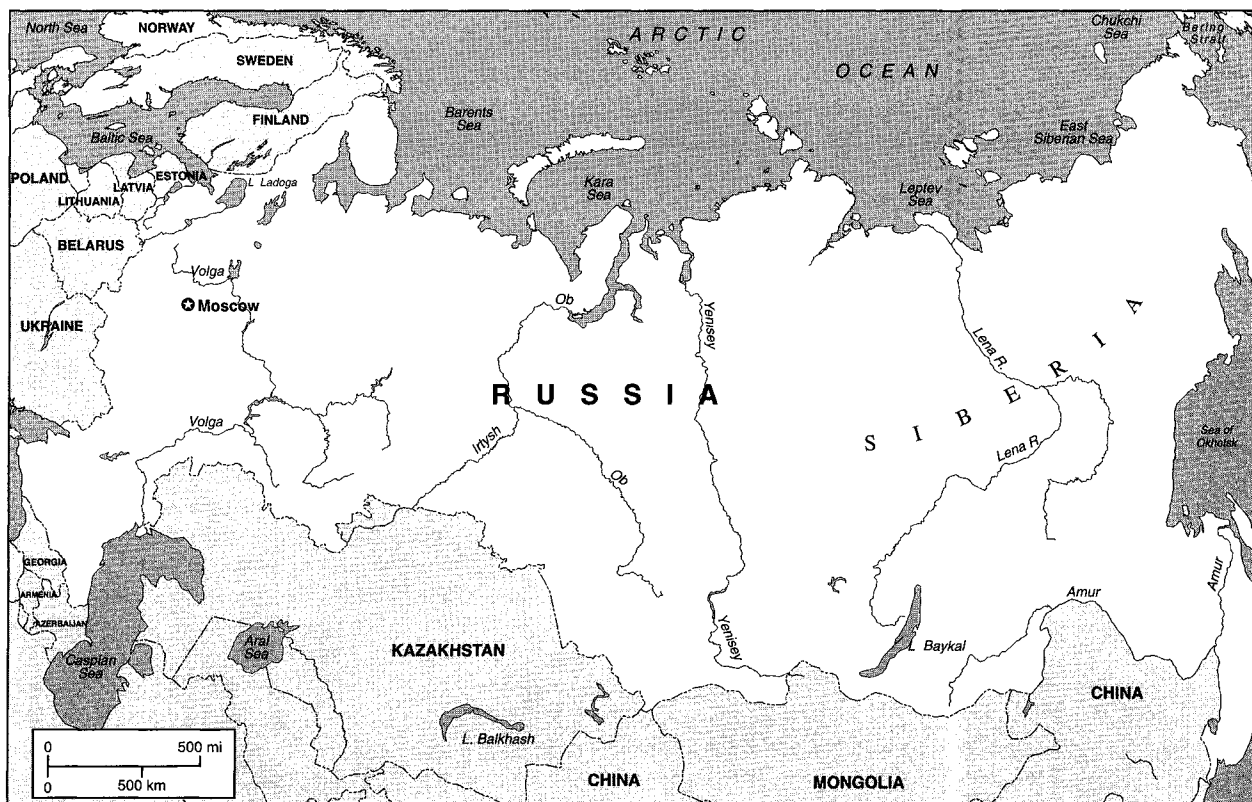 North Sea
NORWAY
ARCTIC
Chukchi
Sea
Bering
Strait
SWEDEN
OCEAN
Barents
Sea
FINLAND
East
Siberian Sea
Baltic Sea
POLAND
LATVIA
ESTONIA
L Ladoga
LITHUANIA
Kara
Sea
Leptev
Sea
BELARUS
Volga
Moscow
Ob
Yenisey
UKRAINE
Lena R.
RUSSIA
SIBERIA
Volga
Irtysh
Ob
Lena R.
Sea of
Okhotsk
GEORGIA
ARMENIA
AZERBAIJAN
Amur
Amur
Caspian
Sea
Aral
Sea
KAZAKHSTAN
Yenisey
L Baykal
CHINA
L. Balkhash
CHINA
MONGOLIA
0 500 mi
0 500 km